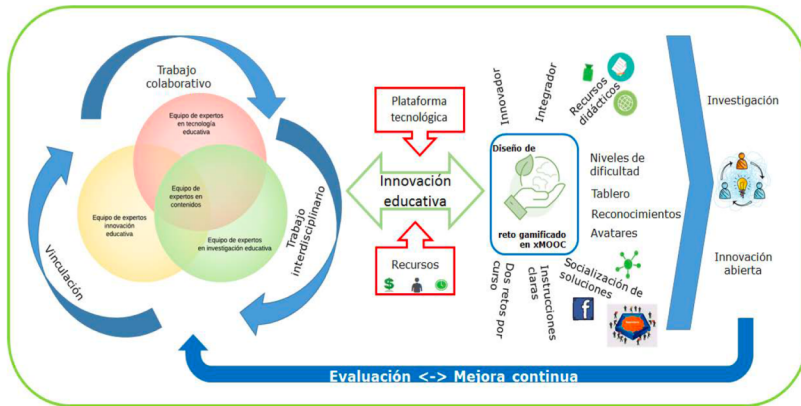 Trabajo
colaborativo
Equipo de expertos
en tecnología
educativa
Equipo de
expertos en
contenidos
Equipo de expertos
innovación
educativa
Equipo de expertos
en investigación educativa
Vinculación
Trabajo
interdisciplinario
Plataforma
tecnológica
Innovación
educativa
Recursos
$
Innovador
Integrador
Recursos
didácticos
Diseño de
reto gamificado
en xMOOC
Niveles de
dificultad
Tablero
Reconocimientos
Avatares
Dos retos por
curso
Instrucciones
claras
Socialización de
soluciones
f
Investigación
Innovación
abierta
Evaluación <-> Mejora continua